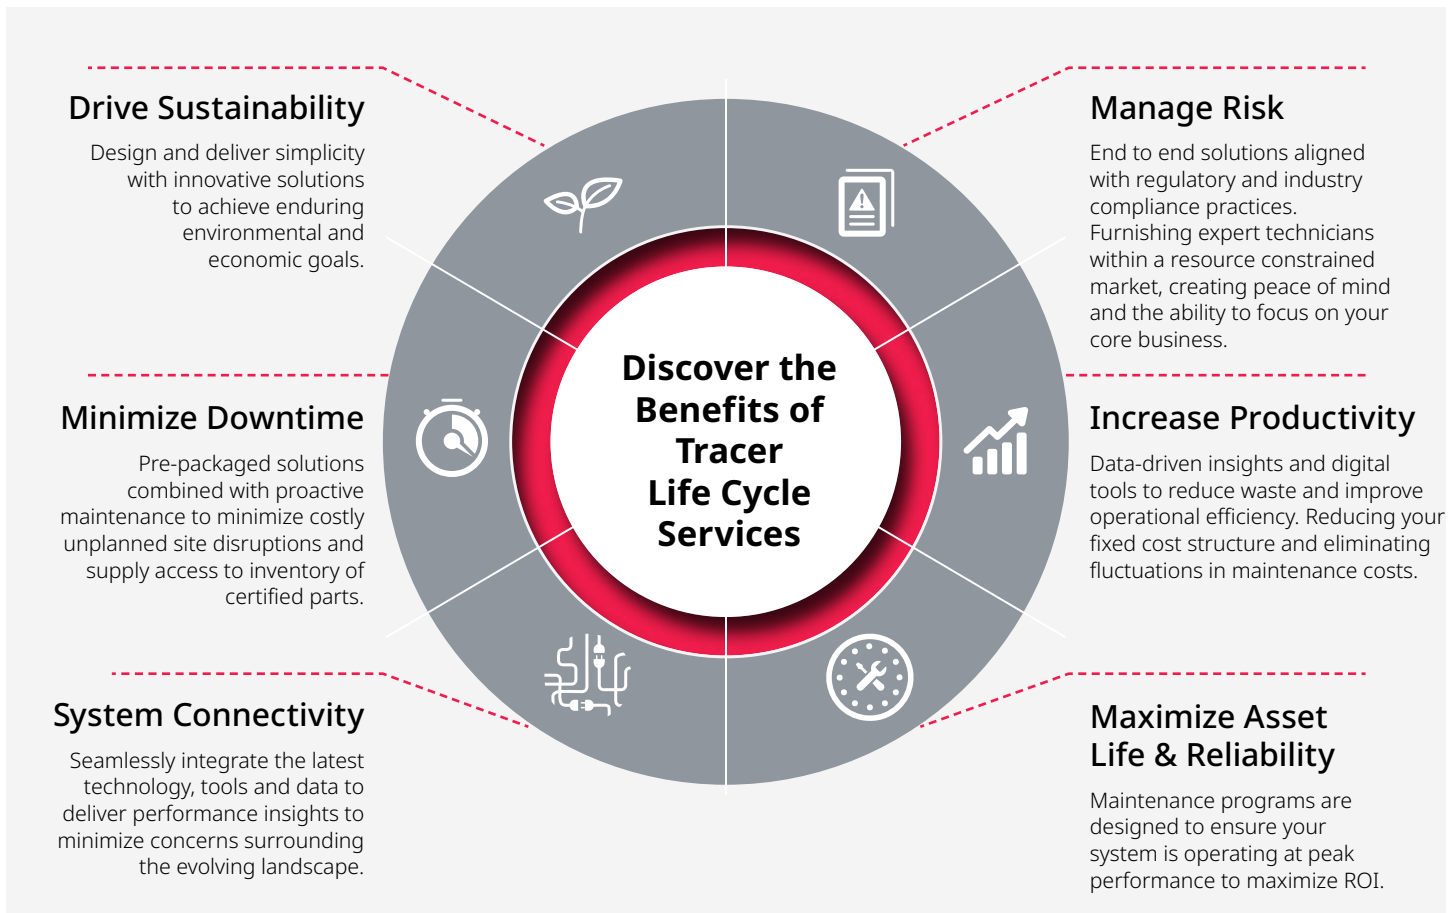 Drive Sustainability
Design and deliver simplicity
with innovative solutions
to achieve enduring
environmental and
economic goals.
Minimize Downtime
Pre-packaged solutions
combined with proactive
maintenance to minimize costly
unplanned site disruptions and
supply access to inventory of
certified parts.
System Connectivity
Seamlessly integrate the latest
technology, tools and data to
deliver performance insights to
minimize concerns surrounding
the evolving landscape.
Discover the
Benefits of
Tracer
Life Cycle
Services
Manage Risk
End to end solutions aligned
with regulatory and industry
compliance practices.
Furnishing expert technicians
within a resource constrained
market, creating peace of mind
and the ability to focus on your
core business.
Increase Productivity
Data-driven insights and digital
tools to reduce waste and improve
operational efficiency. Reducing your
fixed cost structure and eliminating
fluctuations in maintenance costs.
Maximize Asset
Life & Reliability
Maintenance programs are
designed to ensure your
system is operating at peak
performance to maximize ROI.